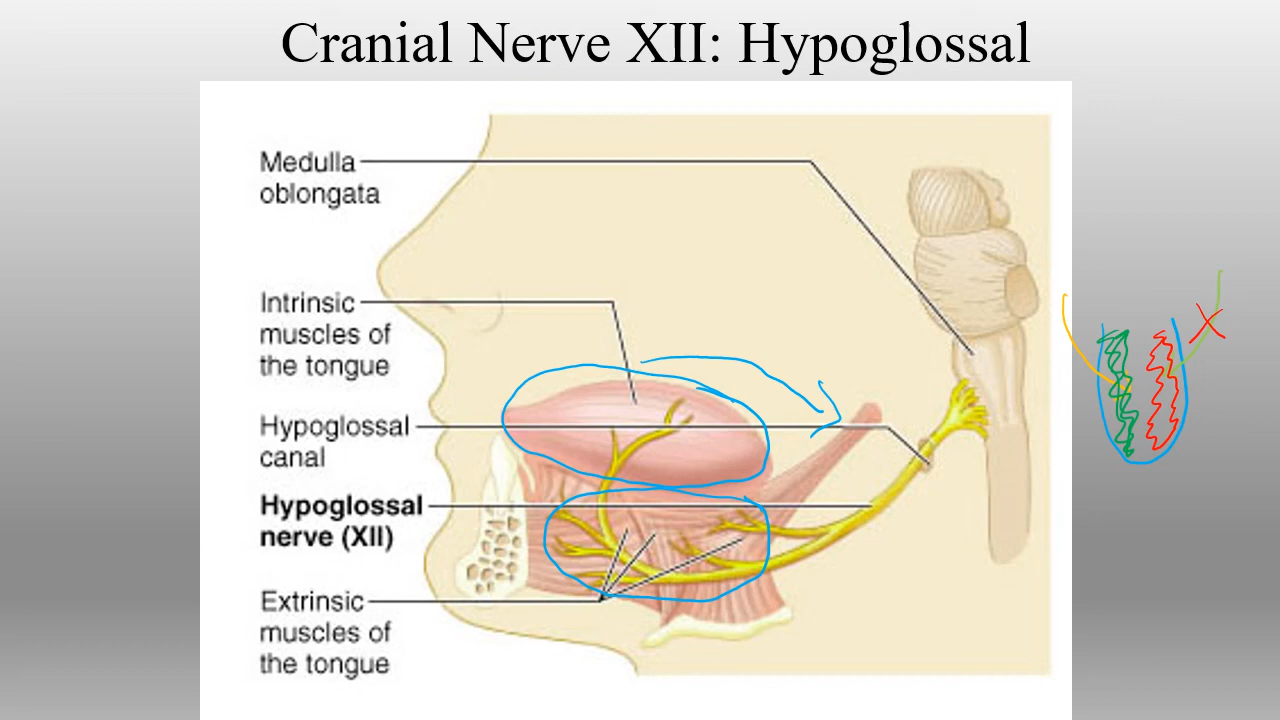 Cranial Nerve XII: Hypoglossal
Medulla
oblongata
Intrinsic
muscles of
the tongue
Hypoglossal
canal
Hypoglossal
nerve (XII)
Extrinsic
muscles of
the tongue